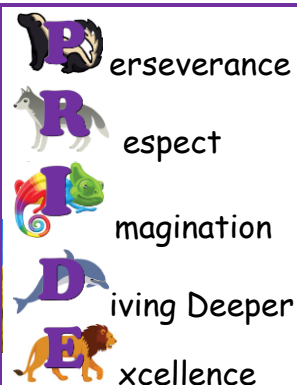 Perseverance
Respect
Imagination
Diving Deeper
Excellence